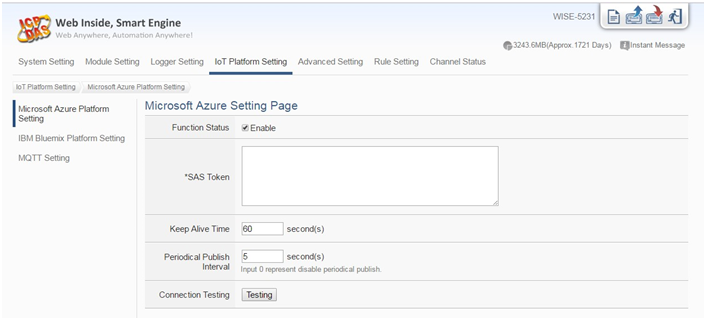 ICP
DAS
Web Inside, Smart Engine
Web Anywhere, Automation Anywhere!
WISE-5231
3243.6MB(Approx.1721 Days) Instant Message
System Setting Module Setting Logger Setting IoT Platform Setting Advanced Setting Rule Setting Channel Status
IoT Platform Setting Microsoft Azure Platform Setting
Microsoft Azure Platform
Setting
IBM Bluemix Platform Setting
MQTT Setting
Microsoft Azure Setting Page
Function Status Enable
*SAS Token
Keep Alive Time 60 second(s)
Periodical Publish
Interval
5 second(s)
Input 0 represent disable periodical publish.
Connection Testing Testing